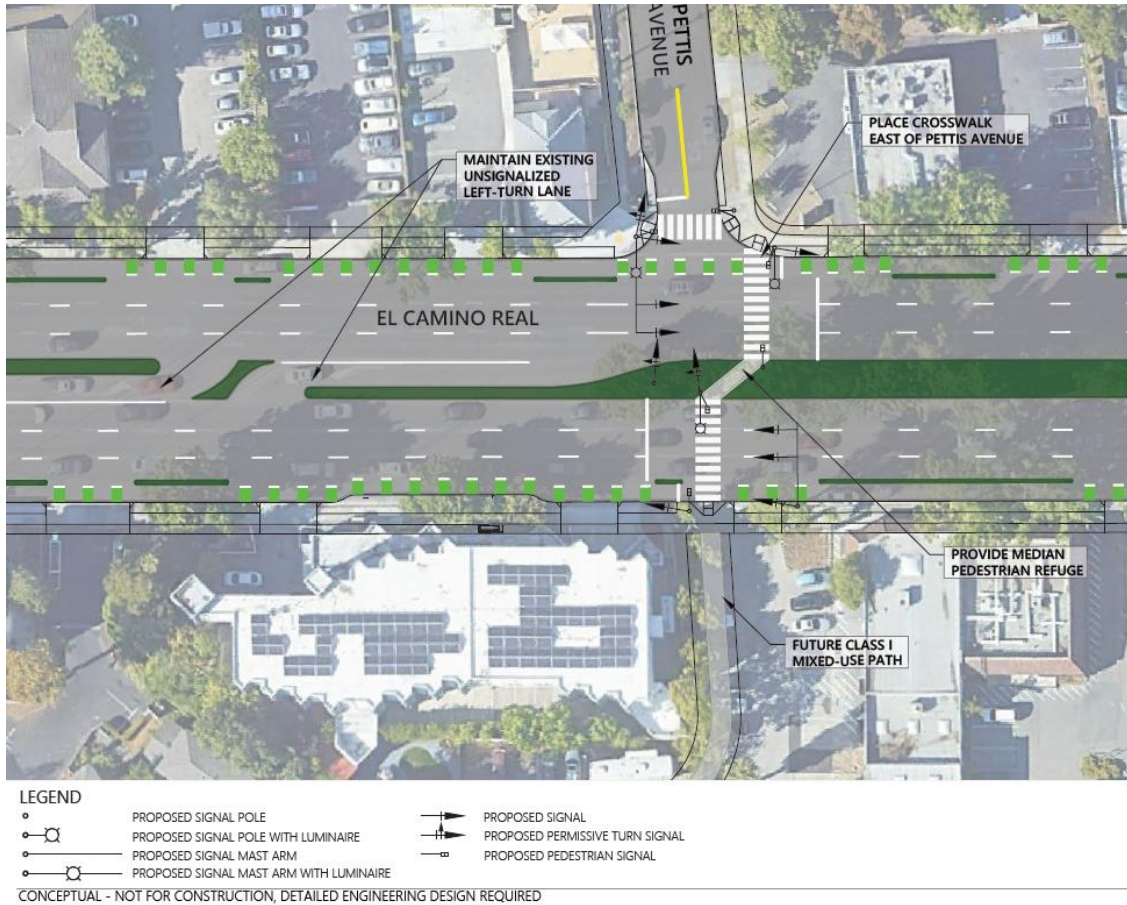 PETTIS
AVENUE
PLACE CROSSWALK
EAST OF PETTIS AVENUE
MAINTAIN EXISTING
UNSIGNALIZED
LEFT-TURN LANE
EL CAMINO REAL
PROVIDE MEDIAN
PEDESTRIAN REFUGE
FUTURE CLASS I
MIXED-USE PATH
LEGEND
PROPOSED SIGNAL POLE
PROPOSED SIGNAL POLE WITH LUMINAIRE
PROPOSED SIGNAL MAST ARM
PROPOSED SIGNAL MAST ARM WITH LUMINAIRE
PROPOSED SIGNAL
PROPOSED PERMISSIVE TURN SIGNAL
PROPOSED PEDESTRIAN SIGNAL
CONCEPTUAL - NOT FOR CONSTRUCTION, DETAILED ENGINEERING DESIGN REQUIRED